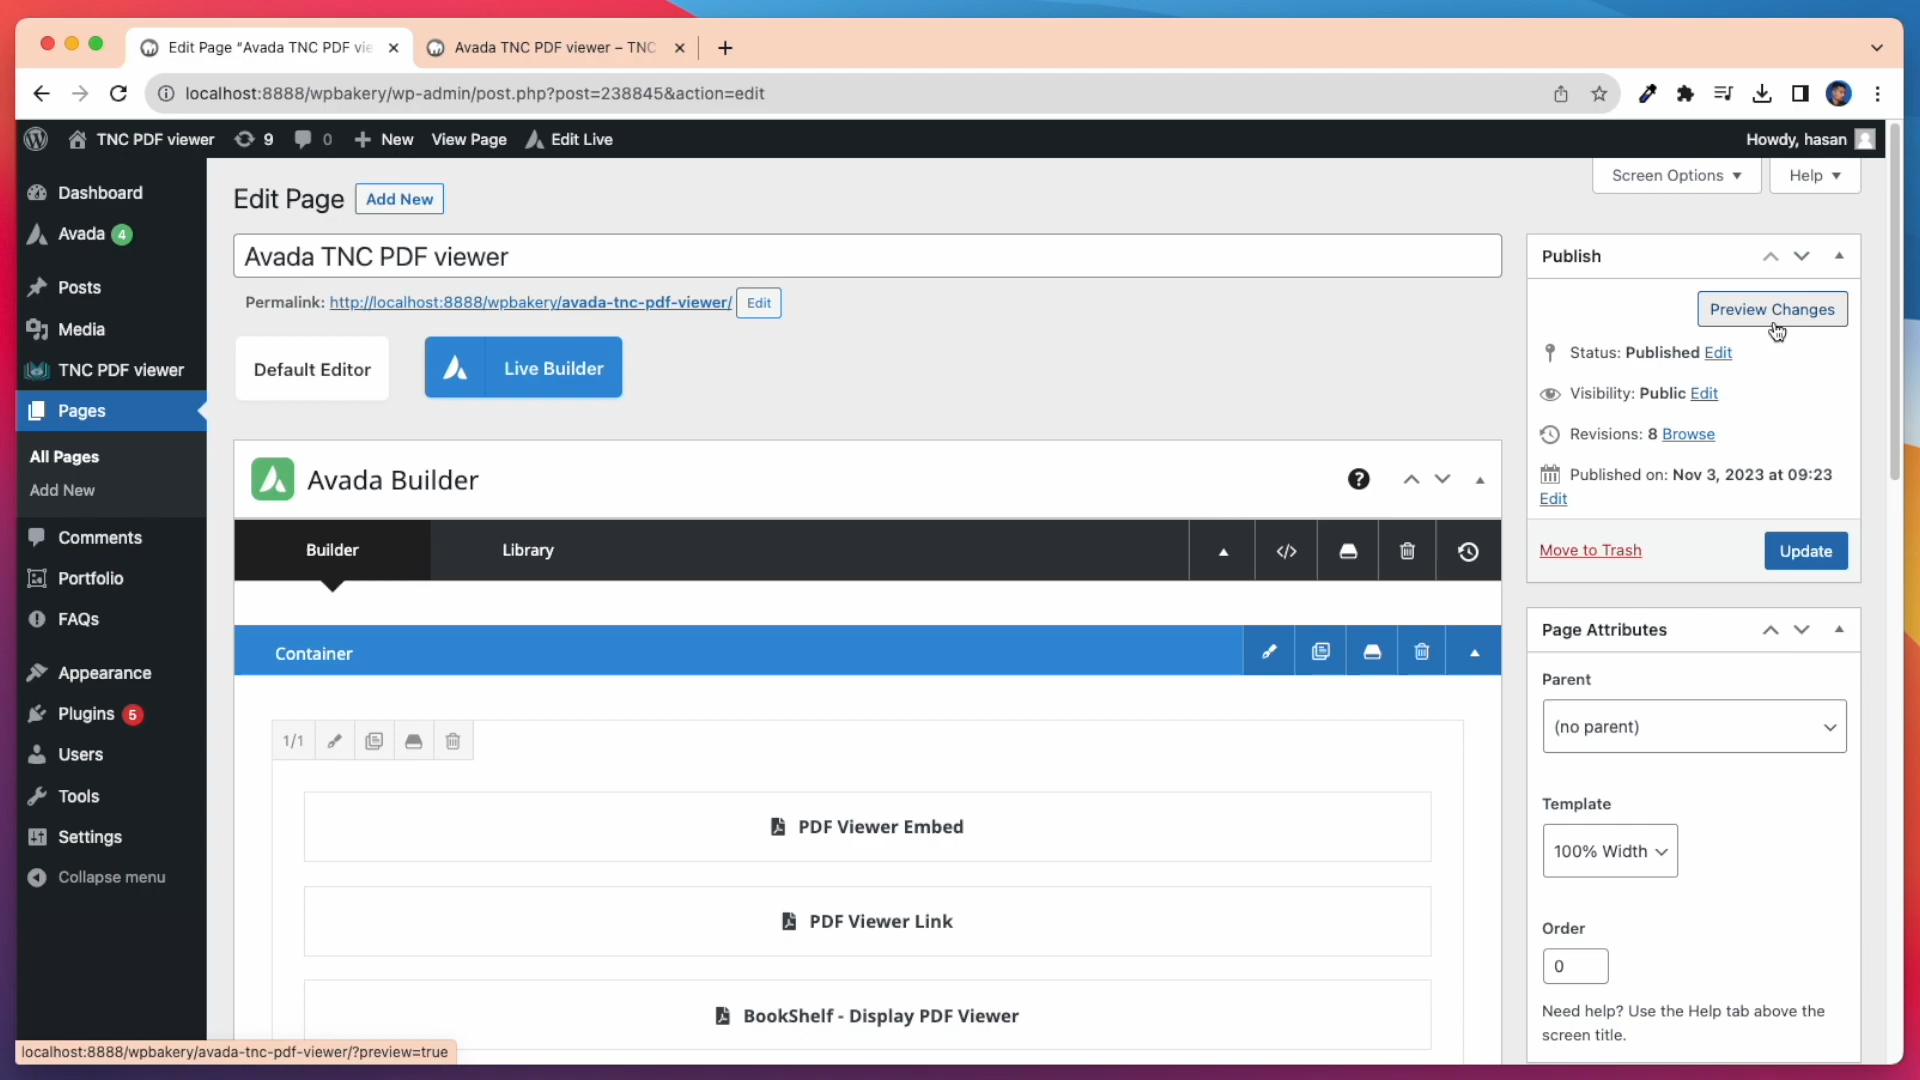 Edit Page “Avada TNC PDF vie
Avada TNC PDF viewer – TNC
localhost:8888/wpbakery/wp-admin/post.php?post=238845&action=edit
TNC PDF viewer
9
0
New
View Page
Edit Live
Howdy, hasan
Dashboard
Avada 4
Posts
Media
TNC PDF viewer
Pages
All Pages
Add New
Comments
Portfolio
FAQs
Appearance
Plugins 5
Users
Tools
Settings
Collapse menu
Screen Options
Help
Edit Page
Add New
Avada TNC PDF viewer
Permalink: http://localhost:8888/wpbakery/avada-tnc-pdf-viewer/ Edit
Default Editor
Live Builder
Avada Builder
Builder
Library
Container
1/1
PDF Viewer Embed
PDF Viewer Link
BookShelf - Display PDF Viewer
Publish
Preview Changes
Status: Published Edit
Visibility: Public Edit
Revisions: 8 Browse
Published on: Nov 3, 2023 at 09:23
Edit
Move to Trash
Update
Page Attributes
Parent
(no parent)
Template
100% Width
Order
0
Need help? Use the Help tab above the
screen title.
localhost:8888/wpbakery/avada-tnc-pdf-viewer/?preview=true